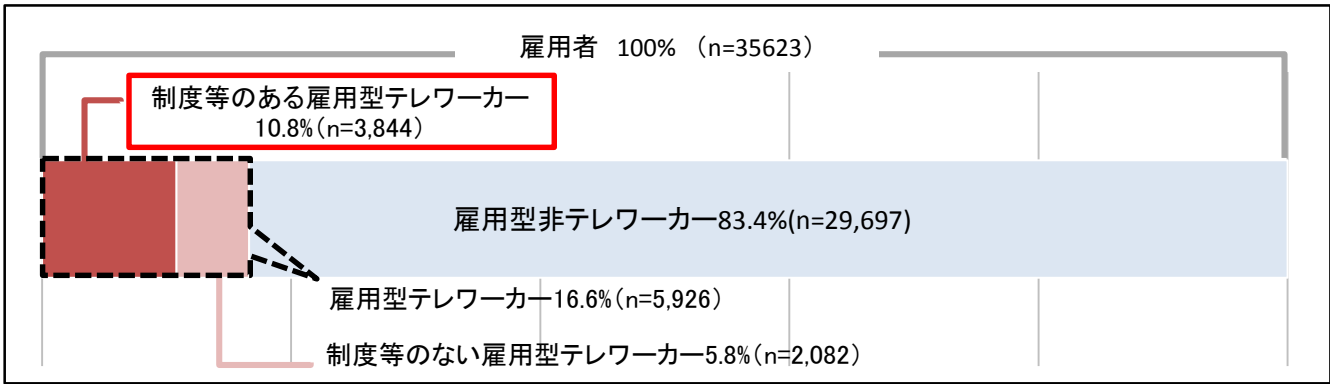 雇用者 100% （n=35623）
制度等のある雇用型テレワーカー
10.8%（n=3,844）
雇用型非テレワーカー83.4%(n=29,697)
雇用型テレワーカー16.6%（n=5,926）
制度等のない雇用型テレワーカー5.8%（n=2,082）